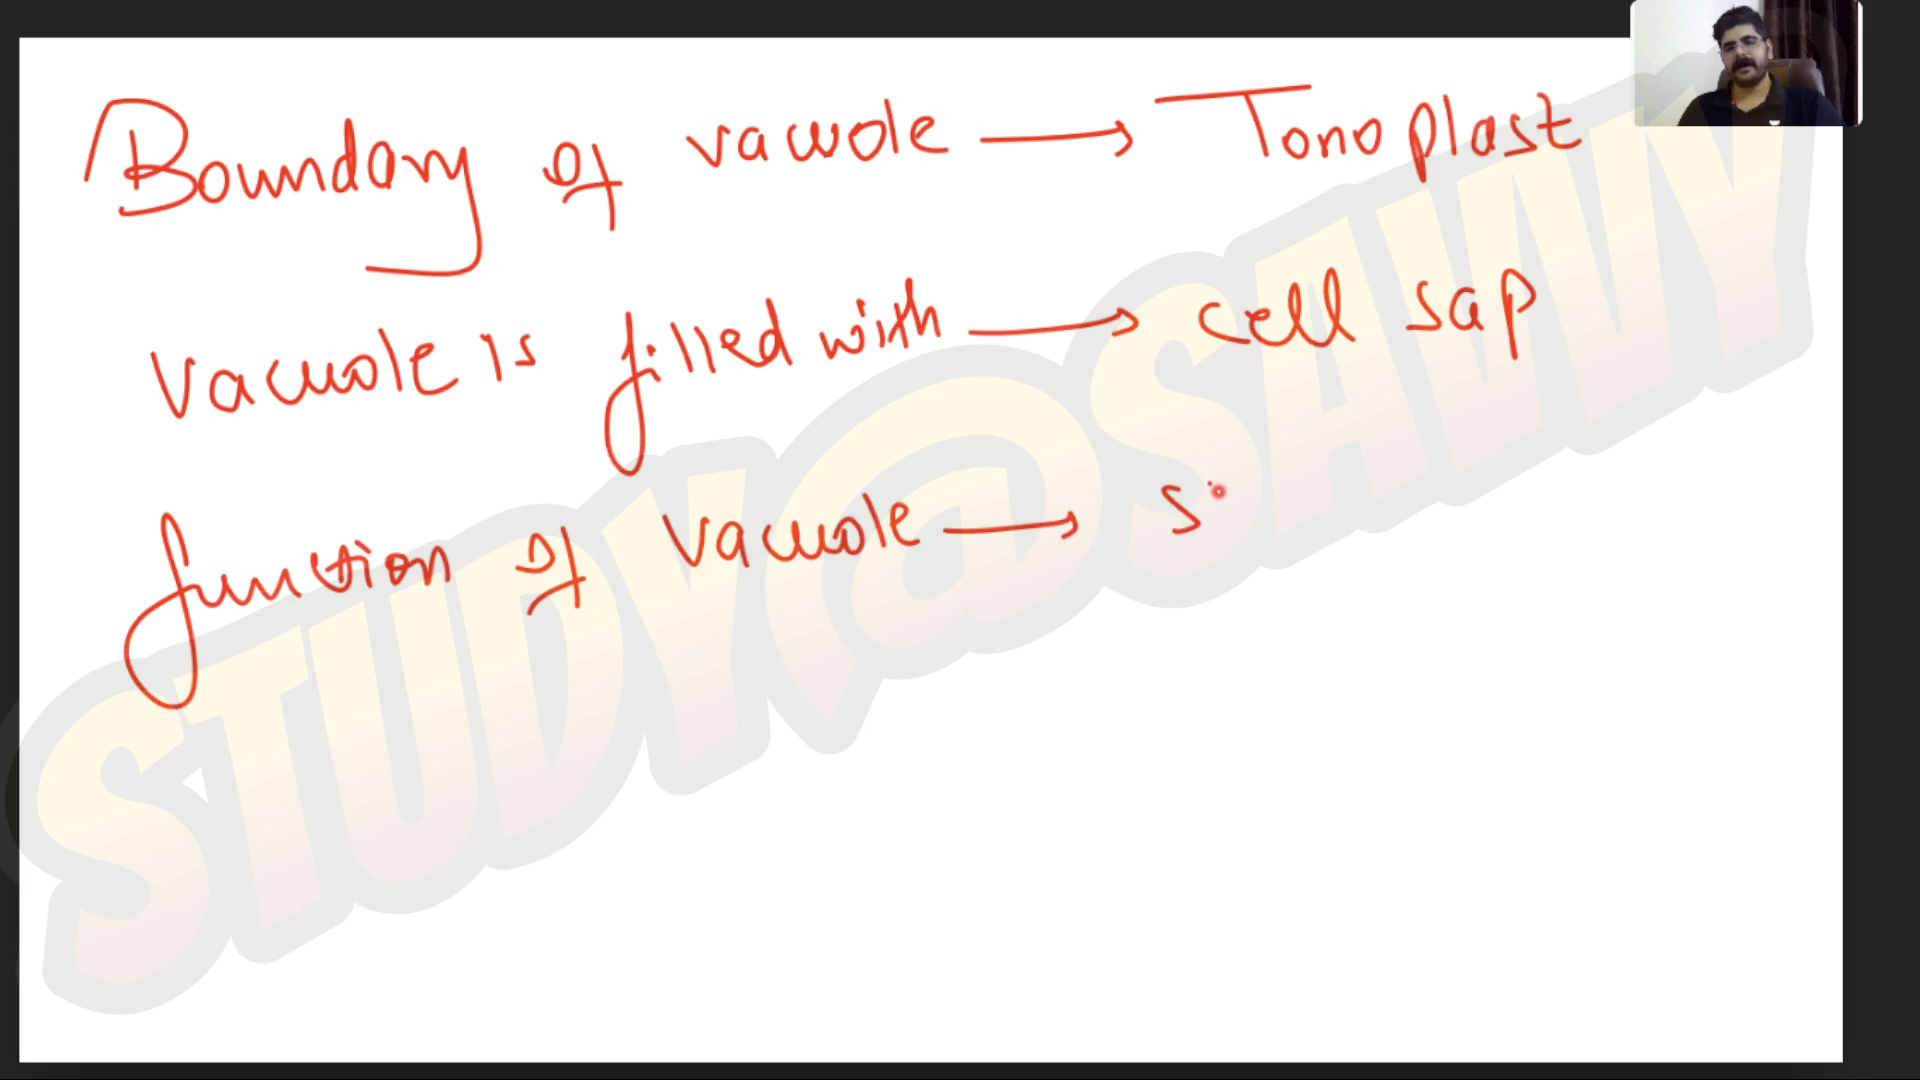 Boundary of vacuole → Tonoplast
Vacuole is filled with → cell sap
function of Vacuole → S
STUDY@SAVVY